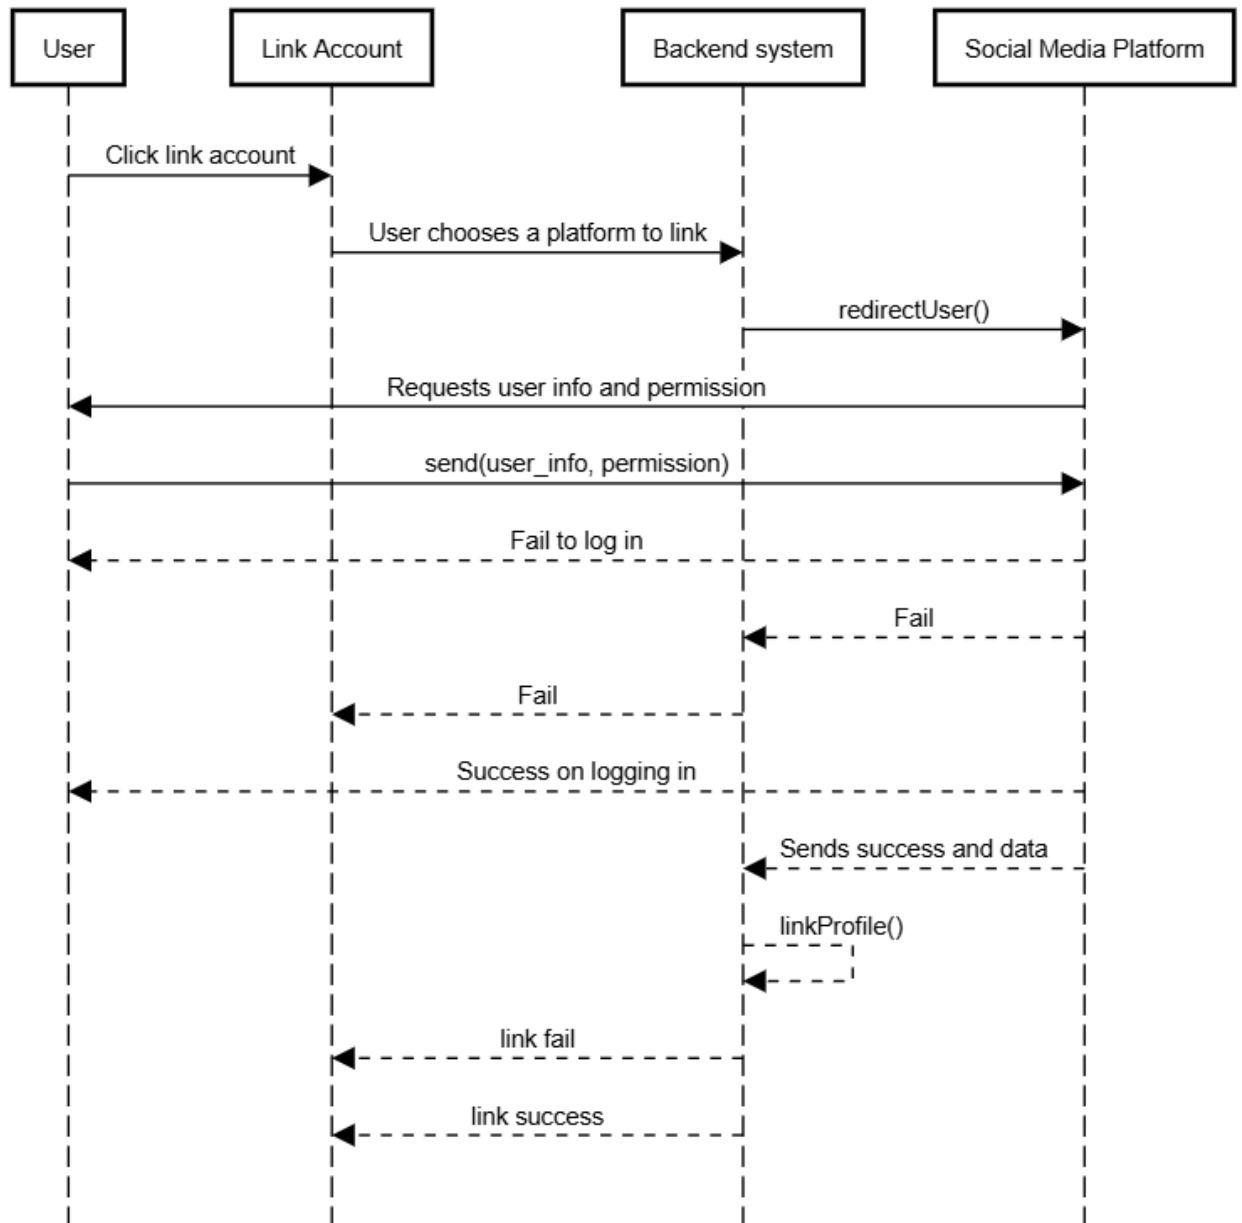 User
Link Account
Backend system
Social Media Platform
Click link account
User chooses a platform to link
redirectUser()
Requests user info and permission
send(user_info, permission)
Fail to log in
Fail
Fail
Success on logging in
Sends success and data
linkProfile()
link fail
link success